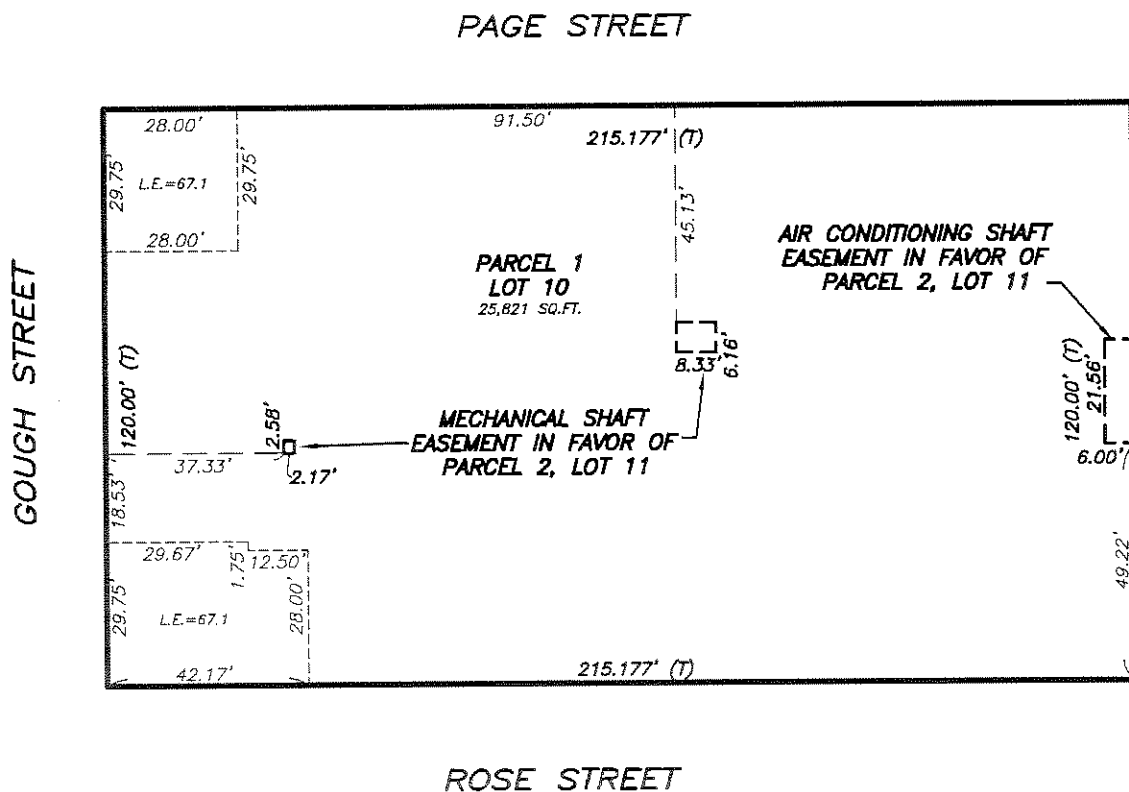 PAGE STREET
28.00'
91.50'
215.177' (T)
29.75'
L.E.=67.1
29.75'
45.13'
28.00'
AIR CONDITIONING SHAFT
EASEMENT IN FAVOR OF
PARCEL 2, LOT 11
PARCEL 1
LOT 10
25,821 SQ.FT.
GOUGH STREET
120.00' (T)
8.33'
6.16'
120.00' (T)
21.56'
2.58'
MECHANICAL SHAFT
EASEMENT IN FAVOR OF
PARCEL 2, LOT 11
6.00'
37.33'
2.17'
18.53'
29.67'
1.75'
12.50'
49.22'
29.75'
L.E.=67.1
28.00'
42.17'
215.177' (T)
ROSE STREET